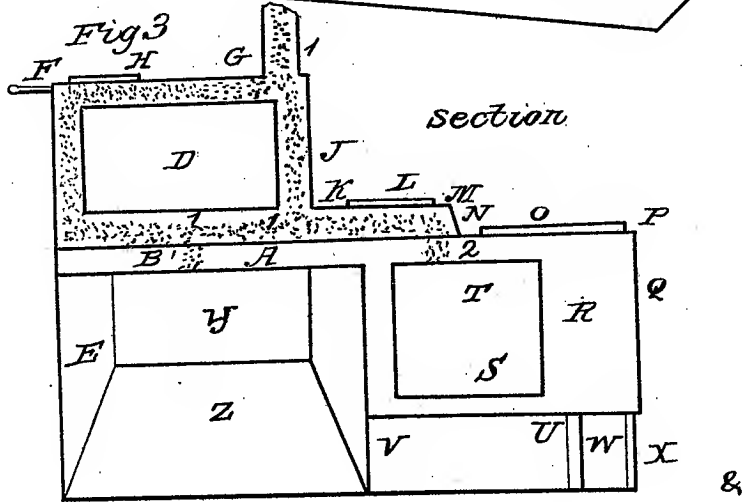 Fig 3
F H G 1
section
D J
K L M
N O P
1 1
B' A 2
Q
T R
E Y
S
Z
V U W X
&